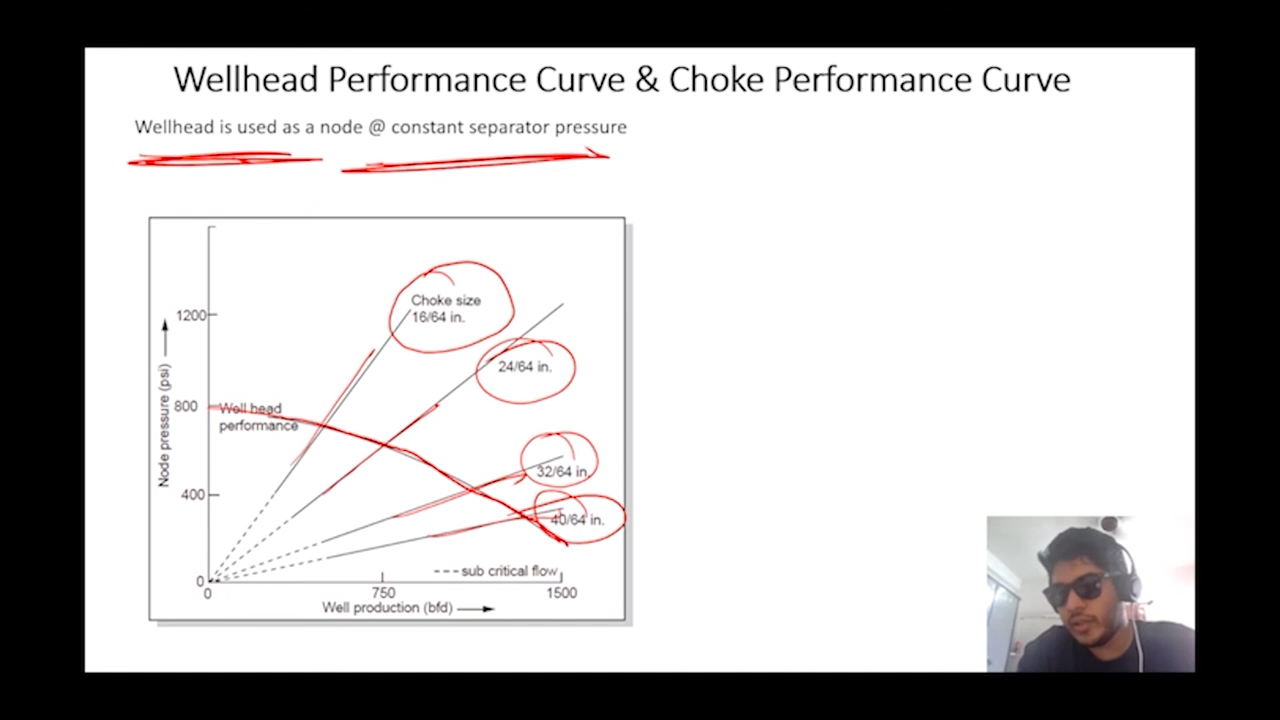 Wellhead Performance Curve & Choke Performance Curve
Wellhead is used as a node @ constant separator pressure
Choke size
16/64 in.
1200
24/64 in.
800
Well head
performance
Node pressure (psi)
32/64 in.
400
40/64 in.
sub critical flow
0
0
750
1500
Well production (bfd)